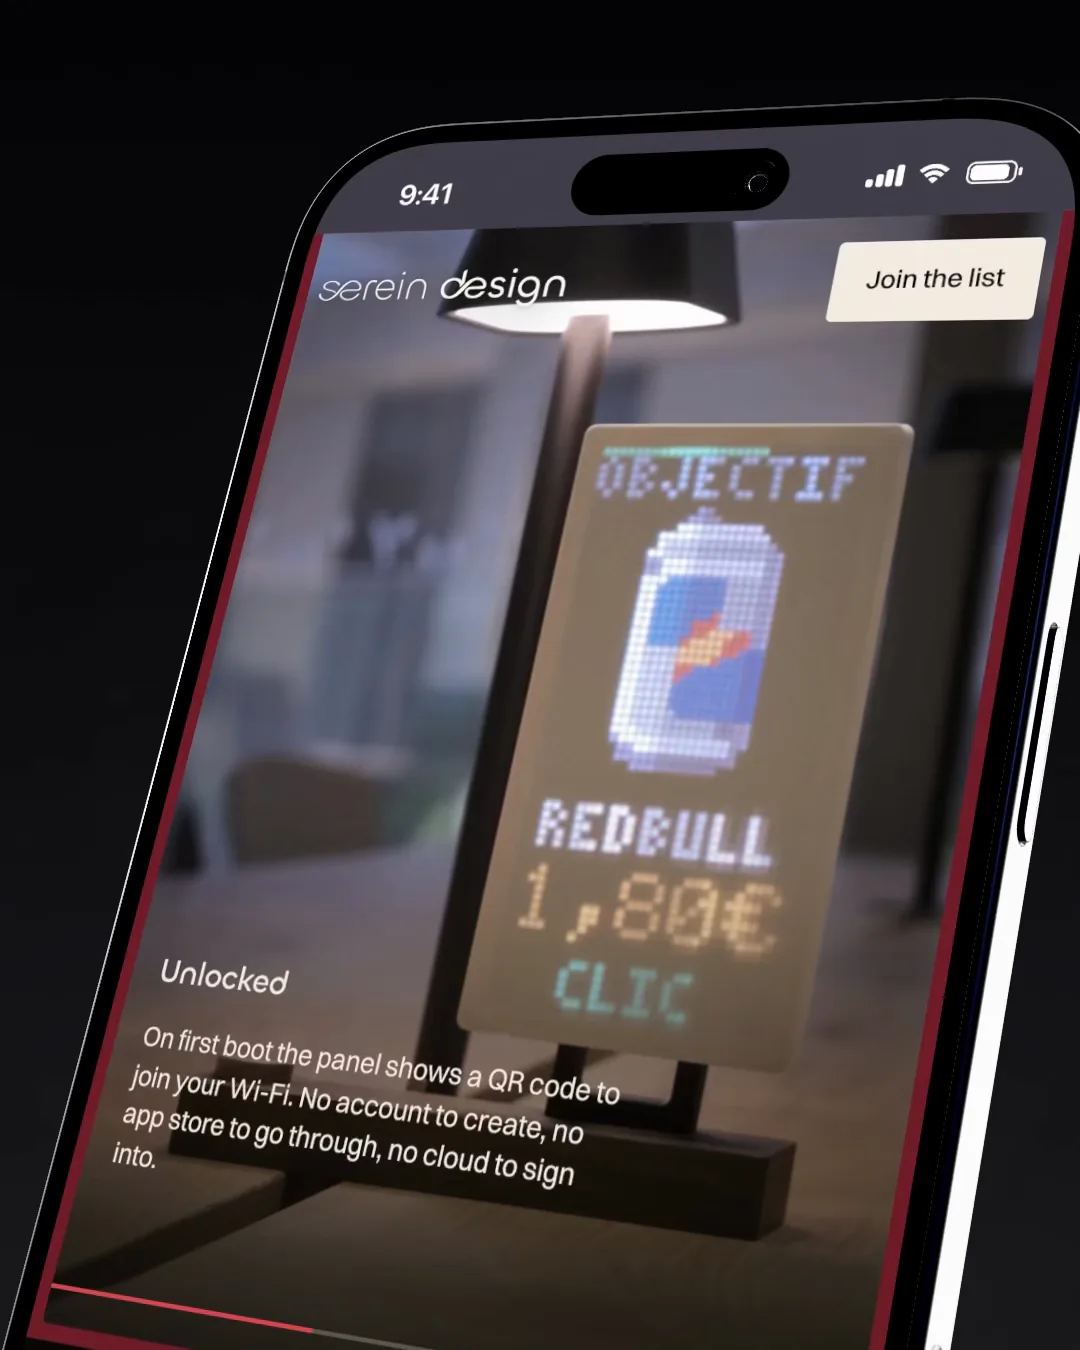 9:41
serein design
Join the list
OBJECTIF
REDBULL
1,80€
CLIC
Unlocked
On first boot the panel shows a QR code to
join your Wi-Fi. No account to create, no
app store to go through, no cloud to sign
into.